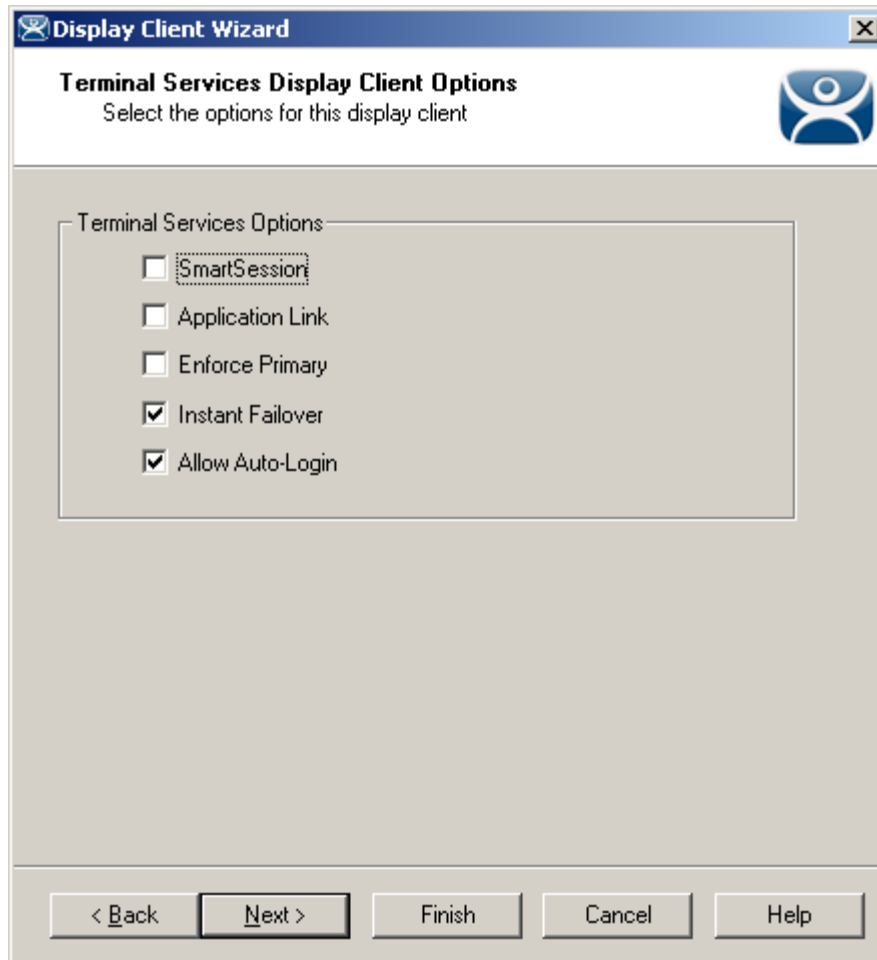 Display Client Wizard
Terminal Services Display Client Options
Select the options for this display client
Terminal Services Options
SmartSession
Application Link
Enforce Primary
Instant Failover
Allow Auto-Login
< Back Next > Finish Cancel Help